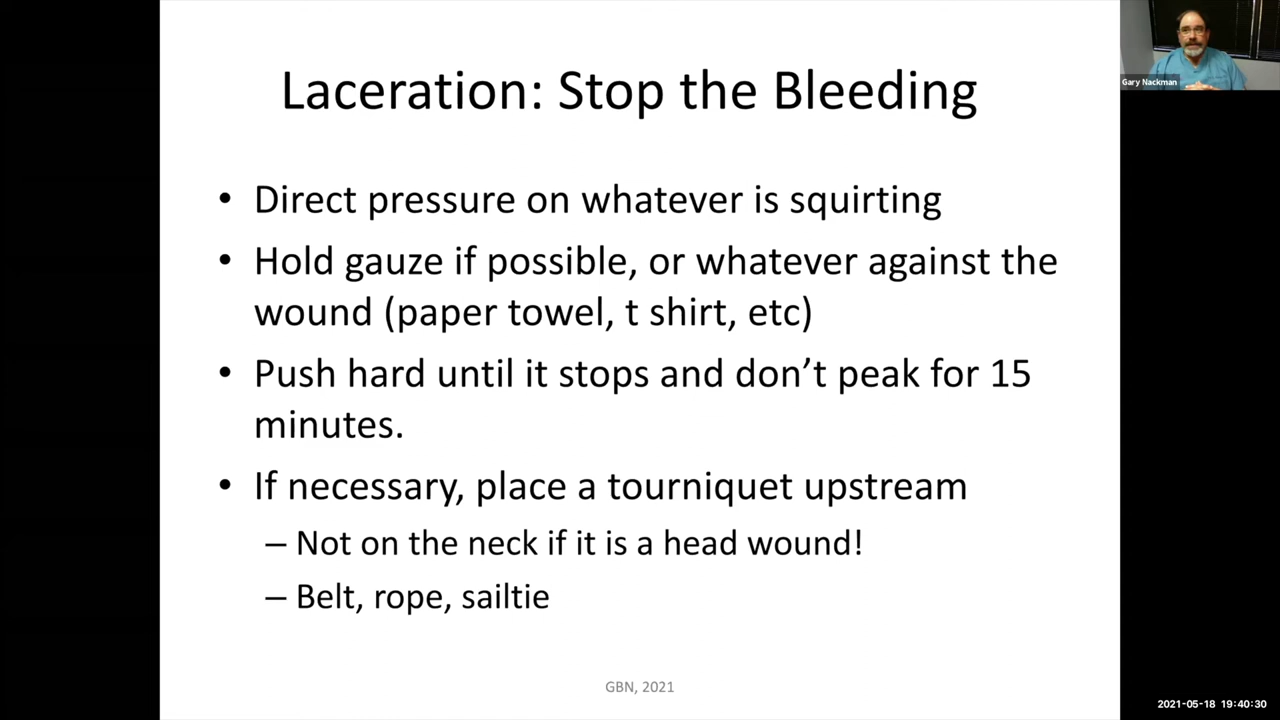 Laceration: Stop the Bleeding
• Direct pressure on whatever is squirting
• Hold gauze if possible, or whatever against the
wound (paper towel, t shirt, etc)
• Push hard until it stops and don’t peak for 15
minutes.
• If necessary, place a tourniquet upstream
– Not on the neck if it is a head wound!
– Belt, rope, sailtie
GBN, 2021
Gary Nackman
2021-05-18 19:40:30